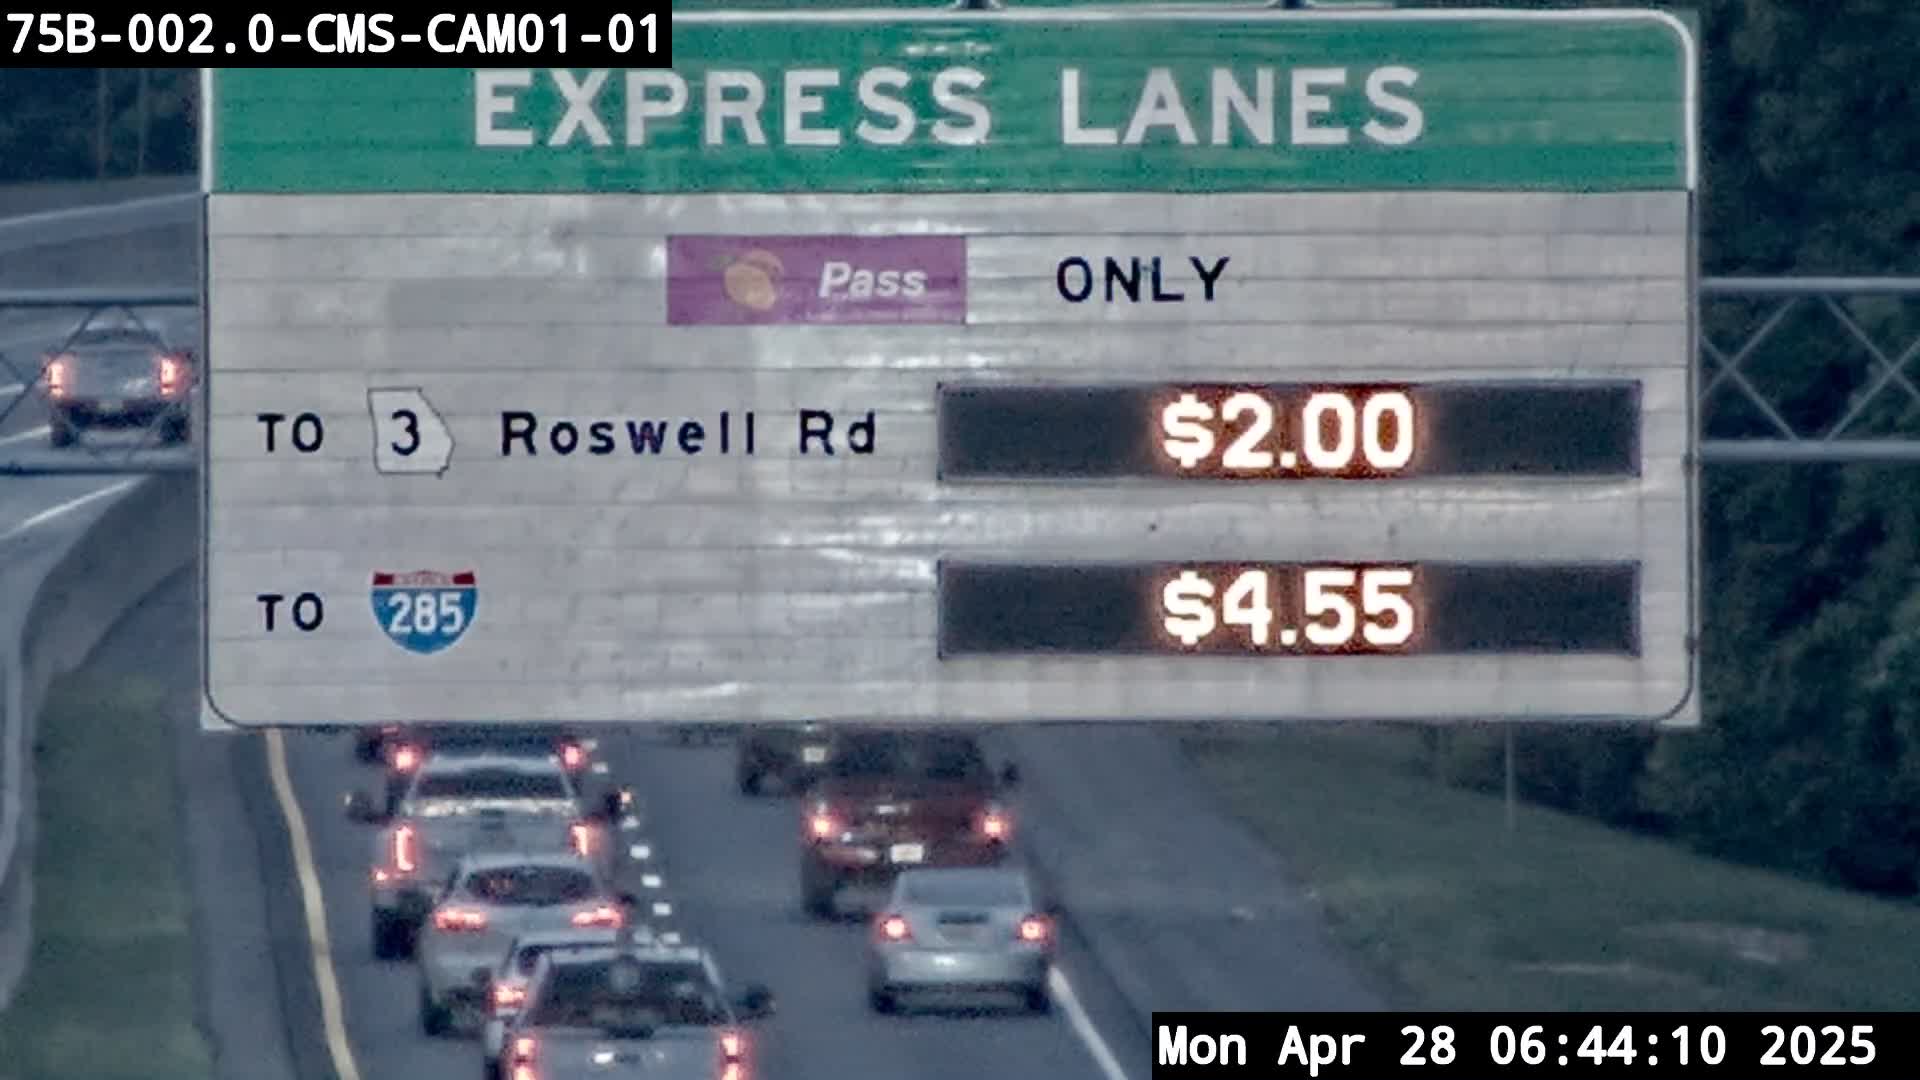 75B-002.0-CMS-CAM01-01
EXPRESS LANES
Pass ONLY
TO 3 Roswell Rd $2.00
TO 285 $4.55
Mon Apr 28 06:44:10 2025